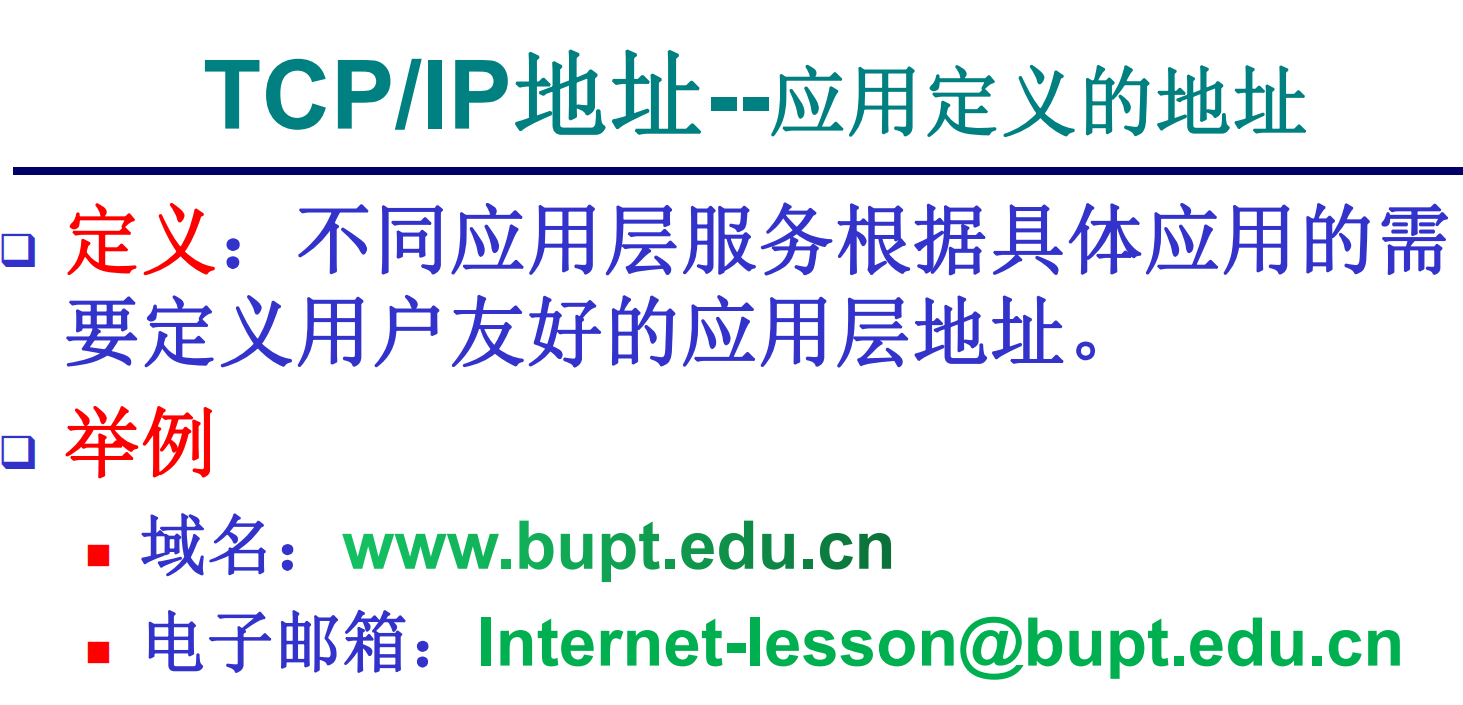 TCP/IP地址--应用定义的地址
定义：不同应用层服务根据具体应用的需
要定义用户友好的应用层地址。
举例
域名：www.bupt.edu.cn
电子邮箱：Internet-lesson@bupt.edu.cn